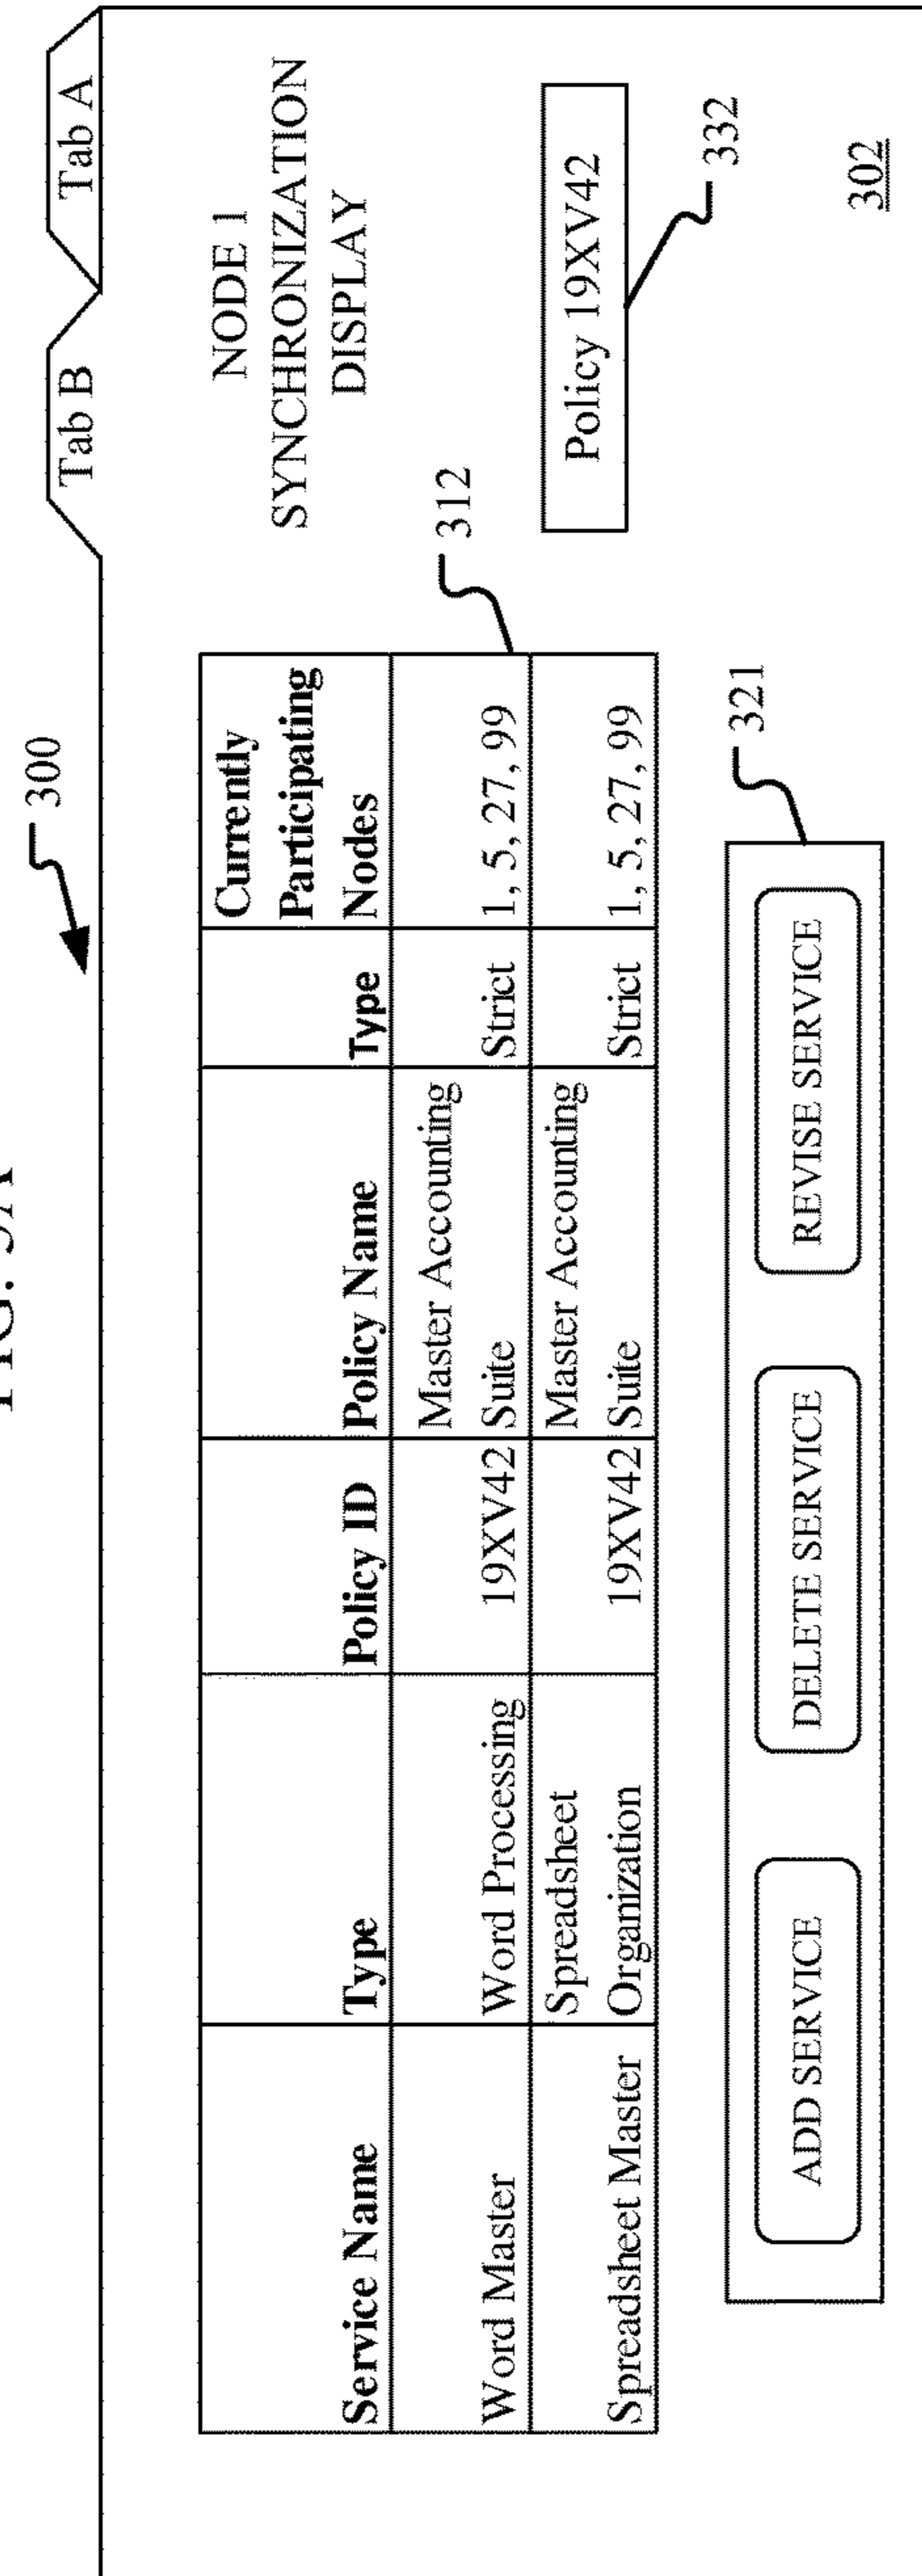 300
Tab B
Tab A
NODE 1
SYNCHRONIZATION
DISPLAY
Service Name Type Policy ID Policy Name Type Currently Participating Nodes
Word Master Word Processing 19XV42 Master Accounting Suite Strict 1, 5, 27, 99
Spreadsheet Master Spreadsheet Organization 19XV42 Master Accounting Suite Strict 1, 5, 27, 99
312
Policy 19XV42
332
321
ADD SERVICE
DELETE SERVICE
REVISE SERVICE
302